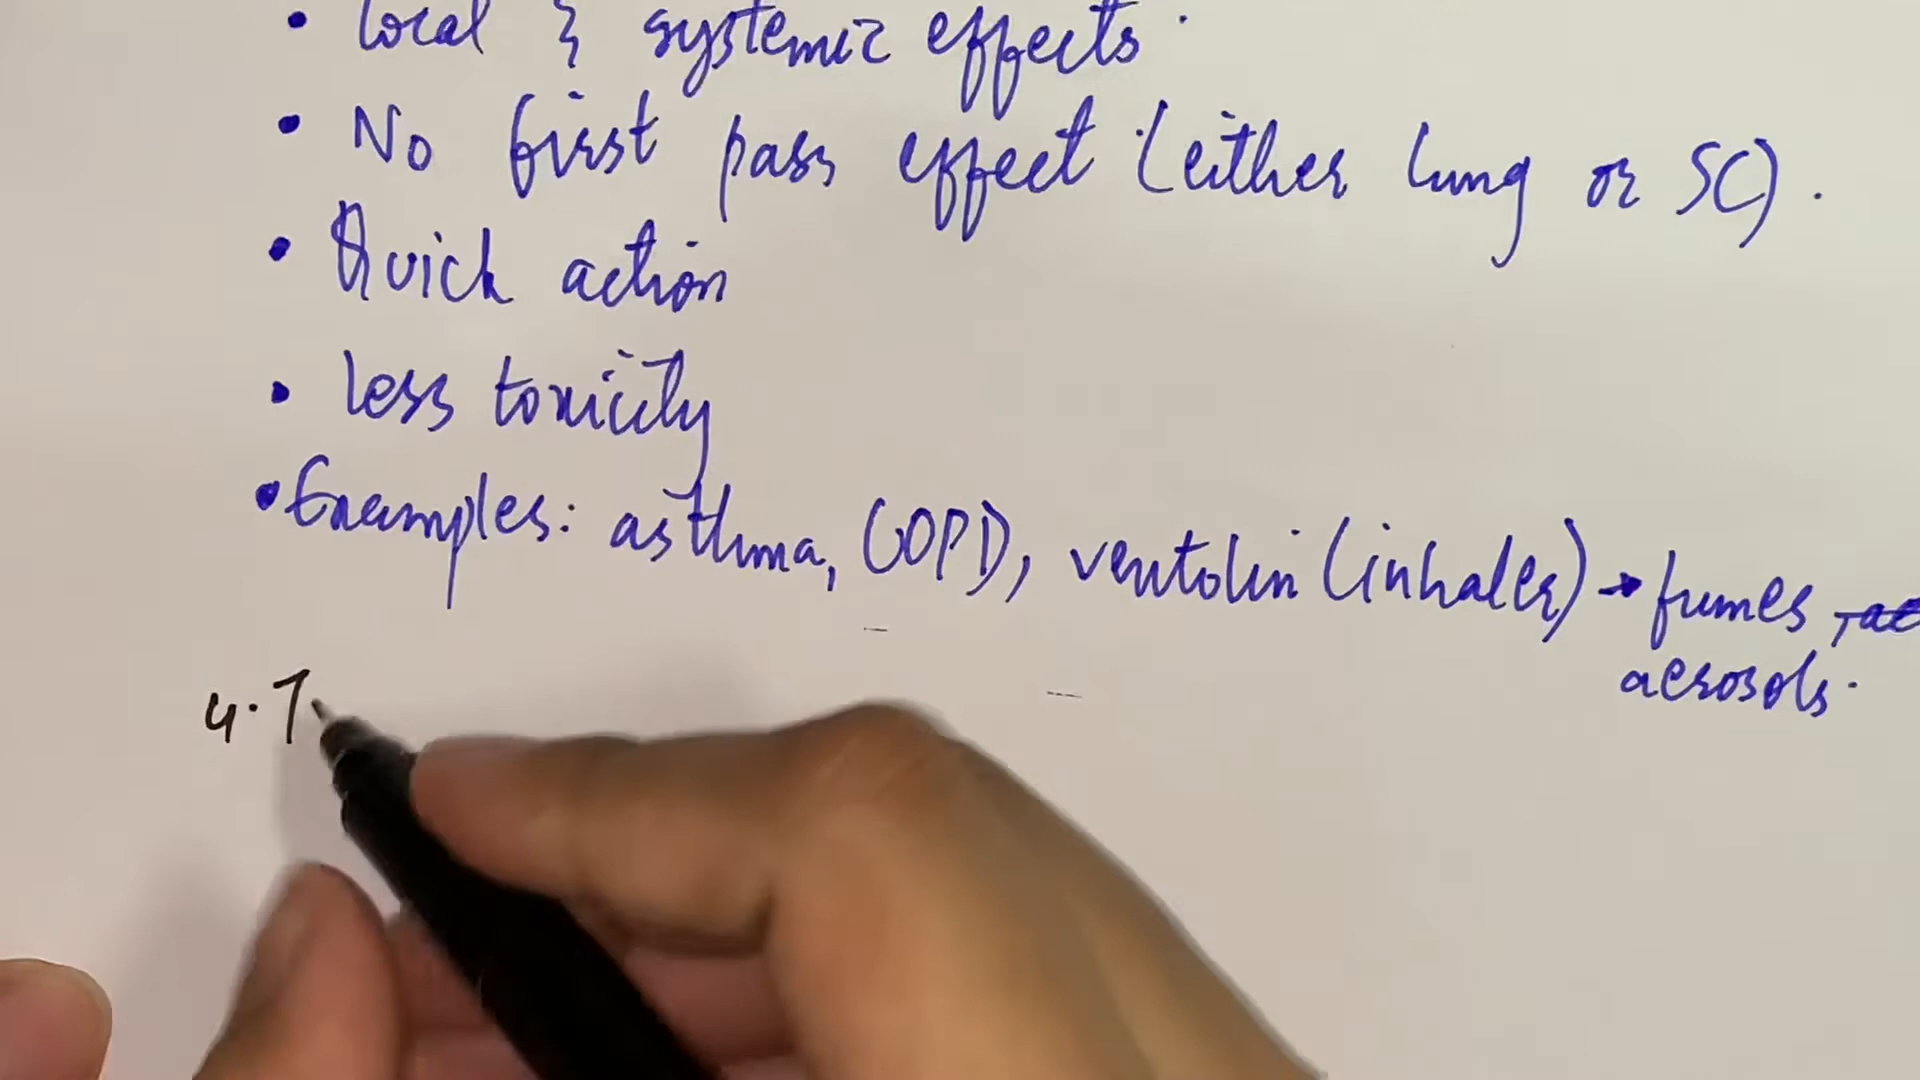 • local & systemic effects.
• No first pass effect (either lung or SC).
• Quick action
• less toxicity
• Examples: asthma, COPD, ventolin (inhaler) → fumes
aerosols.
4. T